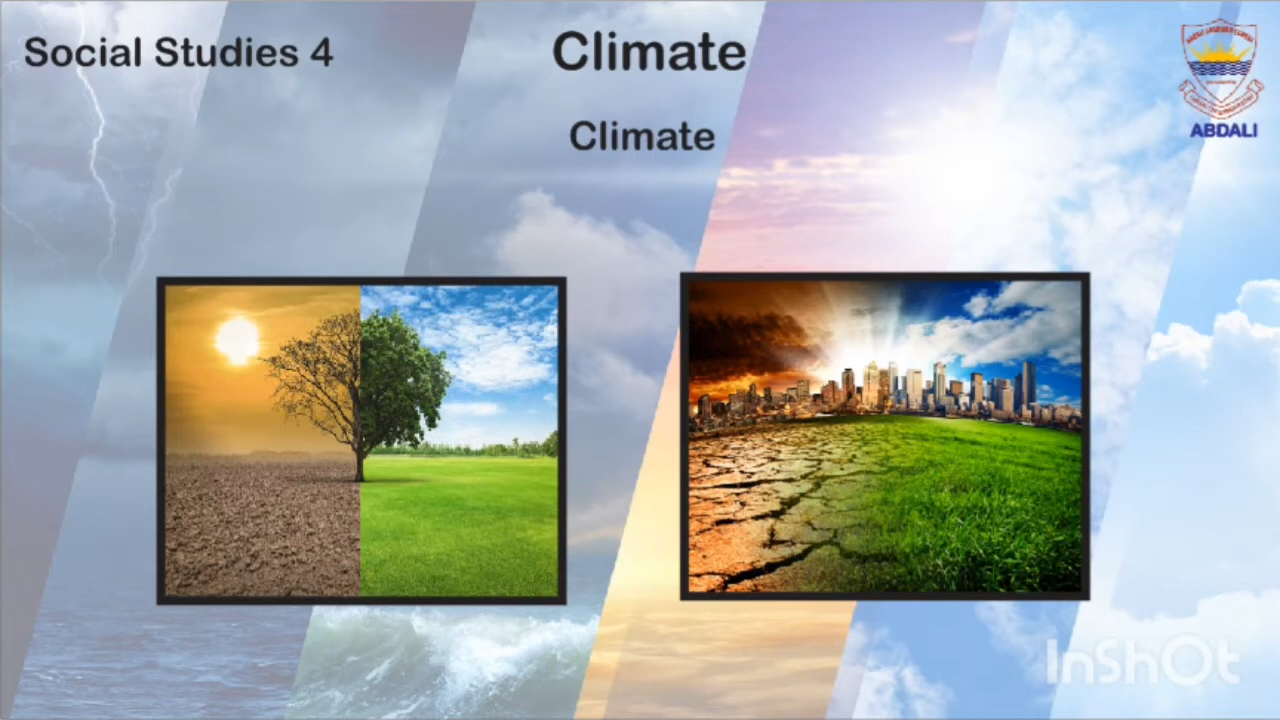 Social Studies 4
Climate
Climate
ABDALI
InShOt